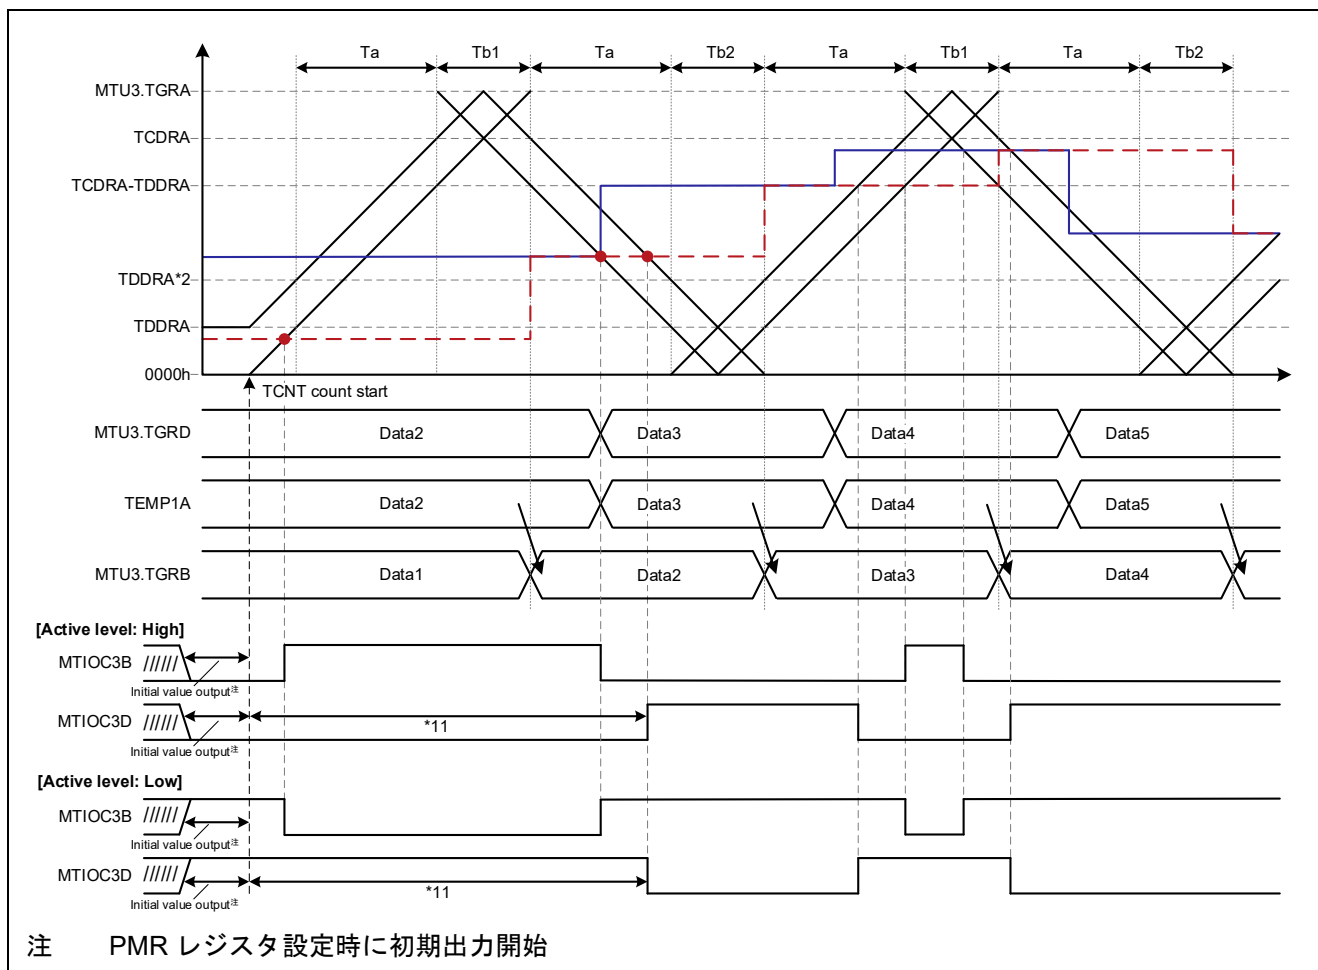 Ta Tb1 Ta Tb2 Ta Tb1 Ta Tb2
MTU3.TGRA
TCDRA
TCDRA-TDDRA
TDDRA*2
TDDRA
0000h
TCNT count start
MTU3.TGRD Data2 Data3 Data4 Data5
TEMP1A Data2 Data3 Data4 Data5
MTU3.TGRB Data1 Data2 Data3 Data4
[Active level: High]
MTIOC3B
Initial value output注
MTIOC3D
*11
Initial value output注
[Active level: Low]
MTIOC3B
Initial value output注
MTIOC3D
*11
Initial value output注
注 PMR レジスタ設定時に初期出力開始